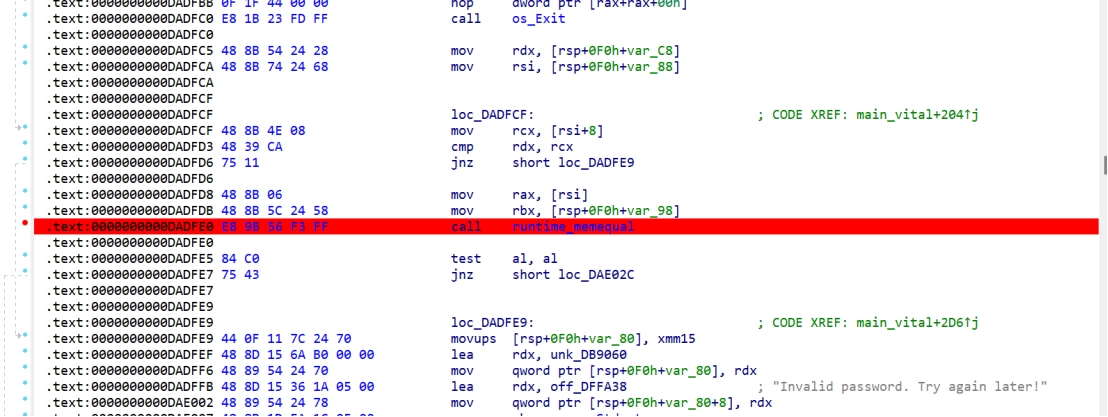 .text:0000000000DADFBB 0F 1F 44 00 00 nop dword ptr [rax+rax+00h]
.text:0000000000DADFC0 E8 1B 23 FD FF call os_Exit
.text:0000000000DADFC0
.text:0000000000DADFC5 48 8B 54 24 28 mov rdx, [rsp+0F0h+var_C8]
.text:0000000000DADFCA 48 8B 74 24 68 mov rsi, [rsp+0F0h+var_88]
.text:0000000000DADFCA
.text:0000000000DADFCF
.text:0000000000DADFCF loc_DADFCF: ; CODE XREF: main_vital+204↑j
.text:0000000000DADFCF 48 8B 4E 08 mov rcx, [rsi+8]
.text:0000000000DADFD3 48 39 CA cmp rdx, rcx
.text:0000000000DADFD6 75 11 jnz short loc_DADFE9
.text:0000000000DADFD6
.text:0000000000DADFD8 48 8B 06 mov rax, [rsi]
.text:0000000000DADFDB 48 8B 5C 24 58 mov rbx, [rsp+0F0h+var_98]
.text:0000000000DADFE0 E8 9B 56 F3 FF call runtime_memequal
.text:0000000000DADFE0
.text:0000000000DADFE5 84 C0 test al, al
.text:0000000000DADFE7 75 43 jnz short loc_DAE02C
.text:0000000000DADFE7
.text:0000000000DADFE9
.text:0000000000DADFE9 loc_DADFE9: ; CODE XREF: main_vital+2D6↑j
.text:0000000000DADFE9 44 0F 11 7C 24 70 movups [rsp+0F0h+var_80], xmm15
.text:0000000000DADFEF 48 8D 15 6A B0 00 00 lea rdx, unk_DB9060
.text:0000000000DADFF6 48 89 54 24 70 mov qword ptr [rsp+0F0h+var_80], rdx
.text:0000000000DADFFB 48 8D 15 36 1A 05 00 lea rdx, off_DFFA38 ; "Invalid password. Try again later!"
.text:0000000000DAE002 48 89 54 24 78 mov qword ptr [rsp+0F0h+var_80+8], rdx